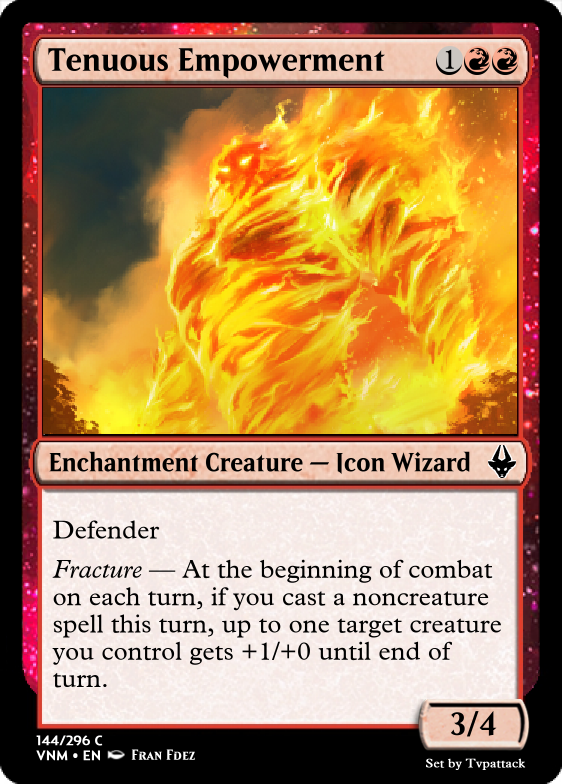 Tenuous Empowerment 1
Enchantment Creature — Icon Wizard
Defender
Fracture — At the beginning of combat
on each turn, if you cast a noncreature
spell this turn, up to one target creature
you control gets +1/+0 until end of
turn.
3/4
144/296 C
VNM • EN Fran Fdez
Set by Tvpattack